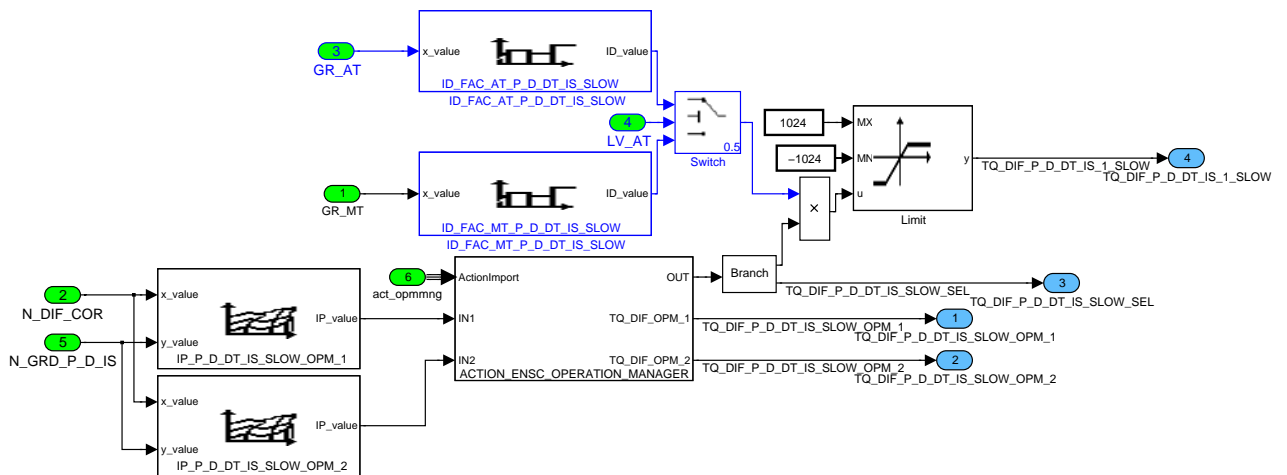 3
GR_AT
x_value
ID_value
ID_FAC_AT_P_D_DT_IS_SLOW
ID_FAC_AT_P_D_DT_IS_SLOW
4
LV_AT
Switch
0.5
1
GR_MT
x_value
ID_value
ID_FAC_MT_P_D_DT_IS_SLOW
ID_FAC_MT_P_D_DT_IS_SLOW
1024
−1024
×
MX
MN
u
y
Limit
TQ_DIF_P_D_DT_IS_1_SLOW
4
TQ_DIF_P_D_DT_IS_1_SLOW
2
N_DIF_COR
5
N_GRD_P_D_IS
x_value
y_value
IP_value
IP_P_D_DT_IS_SLOW_OPM_1
x_value
y_value
IP_value
IP_P_D_DT_IS_SLOW_OPM_2
6
act_opmmng
ActionImport
IN1
IN2
OUT
TQ_DIF_OPM_1
TQ_DIF_OPM_2
ACTION_ENSC_OPERATION_MANAGER
Branch
TQ_DIF_P_D_DT_IS_SLOW_SEL
3
TQ_DIF_P_D_DT_IS_SLOW_SEL
TQ_DIF_P_D_DT_IS_SLOW_OPM_1
1
TQ_DIF_P_D_DT_IS_SLOW_OPM_1
TQ_DIF_P_D_DT_IS_SLOW_OPM_2
2
TQ_DIF_P_D_DT_IS_SLOW_OPM_2